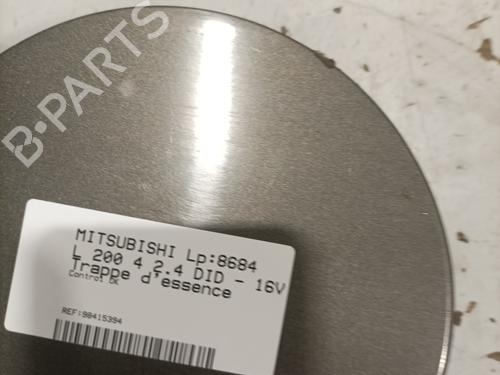 B-PARTS
MITSUBISHI Lp:8684
L 200 4 2.4 DID - 16V
Trappe d'essence
Control OK
REF:98415394